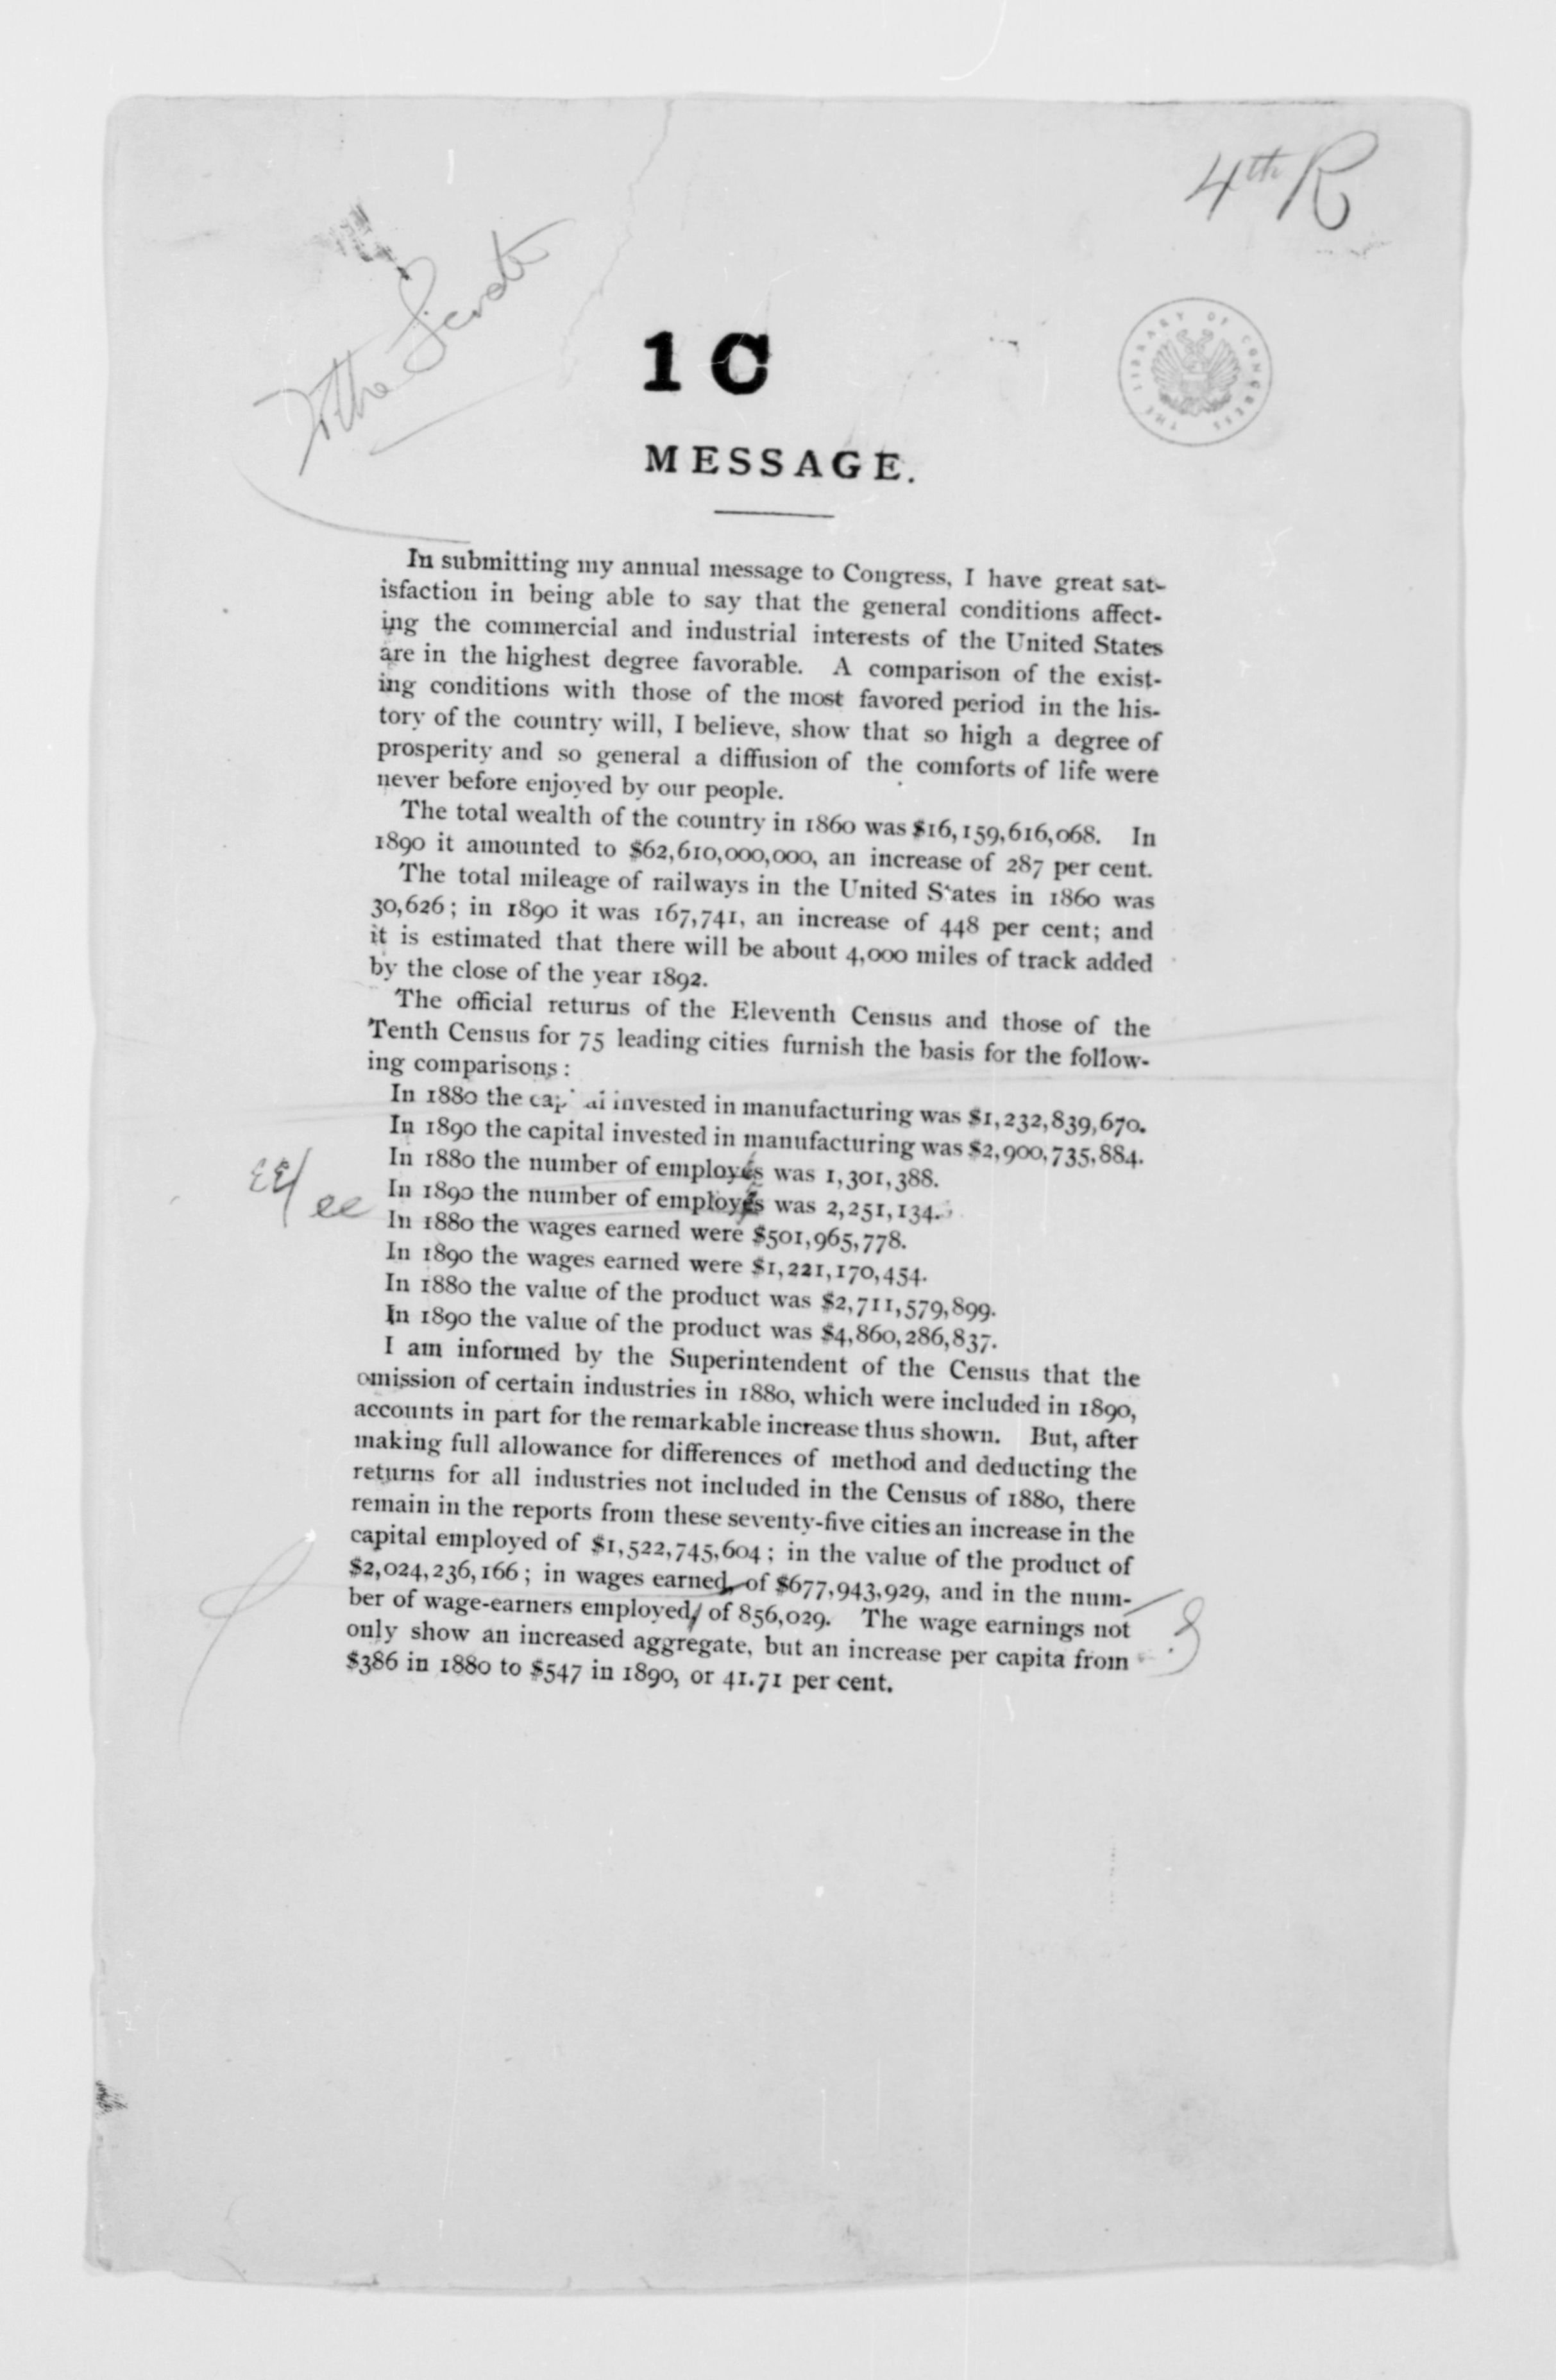 4th R
To the Senate
THE LIBRARY OF CONGRESS
1 C
MESSAGE.
In submitting my annual message to Congress, I have great sat-
isfaction in being able to say that the general conditions affect-
ing the commercial and industrial interests of the United States
are in the highest degree favorable. A comparison of the exist-
ing conditions with those of the most favored period in the his-
tory of the country will, I believe, show that so high a degree of
prosperity and so general a diffusion of the comforts of life were
never before enjoyed by our people.
The total wealth of the country in 1860 was $16,159,616,068. In
1890 it amounted to $62,610,000,000, an increase of 287 per cent.
The total mileage of railways in the United States in 1860 was
30,626; in 1890 it was 167,741, an increase of 448 per cent; and
it is estimated that there will be about 4,000 miles of track added
by the close of the year 1892.
The official returns of the Eleventh Census and those of the
Tenth Census for 75 leading cities furnish the basis for the follow-
ing comparisons:
In 1880 the capital invested in manufacturing was $1,232,839,670.
In 1890 the capital invested in manufacturing was $2,900,735,884.
In 1880 the number of employés was 1,301,388.
ee/ ee In 1890 the number of employés was 2,251,134.
In 1880 the wages earned were $501,965,778.
In 1890 the wages earned were $1,221,170,454.
In 1880 the value of the product was $2,711,579,899.
In 1890 the value of the product was $4,860,286,837.
I am informed by the Superintendent of the Census that the
omission of certain industries in 1880, which were included in 1890,
accounts in part for the remarkable increase thus shown. But, after
making full allowance for differences of method and deducting the
returns for all industries not included in the Census of 1880, there
remain in the reports from these seventy-five cities an increase in the
capital employed of $1,522,745,604; in the value of the product of
$2,024,236,166; in wages earned, of $677,943,929, and in the num-
ber of wage-earners employed, of 856,029. The wage earnings not
only show an increased aggregate, but an increase per capita from
$386 in 1880 to $547 in 1890, or 41.71 per cent.